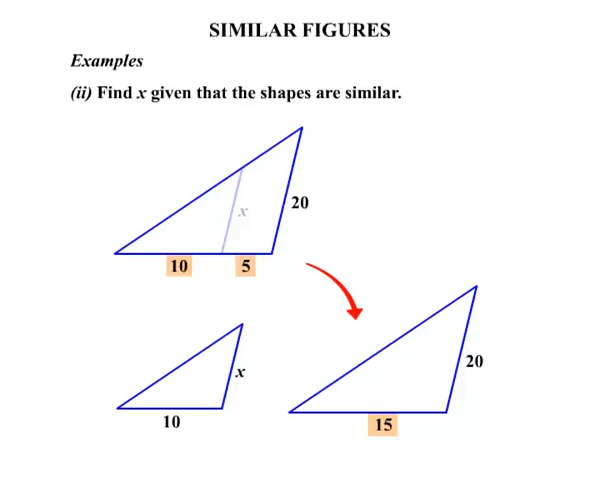 SIMILAR FIGURES
Examples
(ii) Find x given that the shapes are similar.
x
20
10 5
x
20
10
15